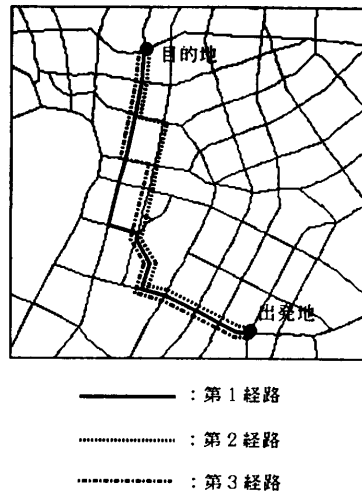 目的地
出発地
：第1経路
：第2経路
：第3経路